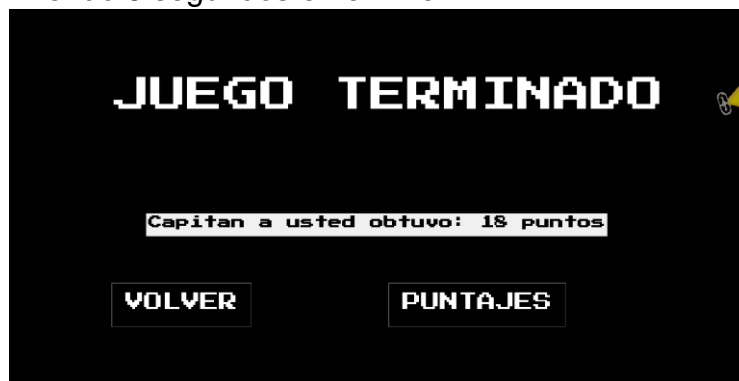 JUEGO TERMINADO
Capitan a usted obtuvo: 18 puntos
VOLVER PUNTAJES